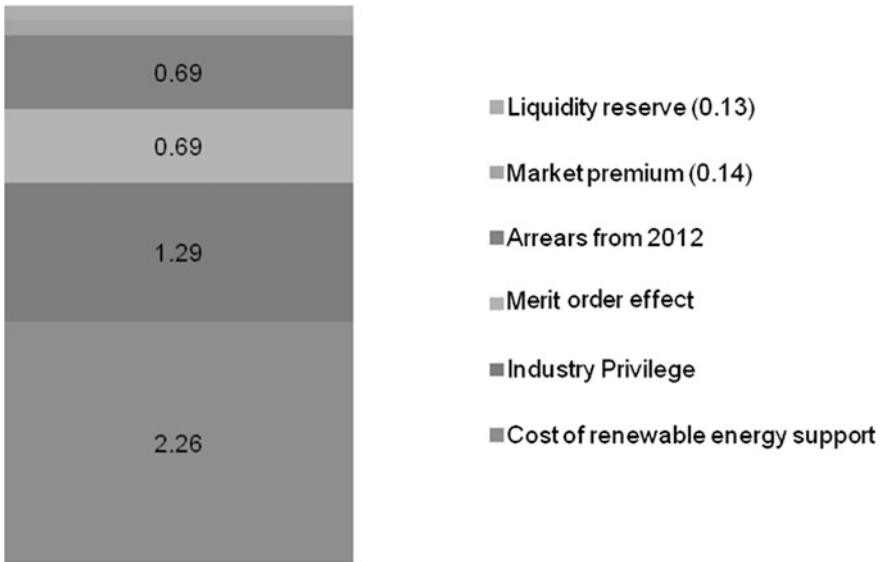 0.69
0.69
1.29
2.26
Liquidity reserve (0.13)
Market premium (0.14)
Arrears from 2012
Merit order effect
Industry Privilege
Cost of renewable energy support